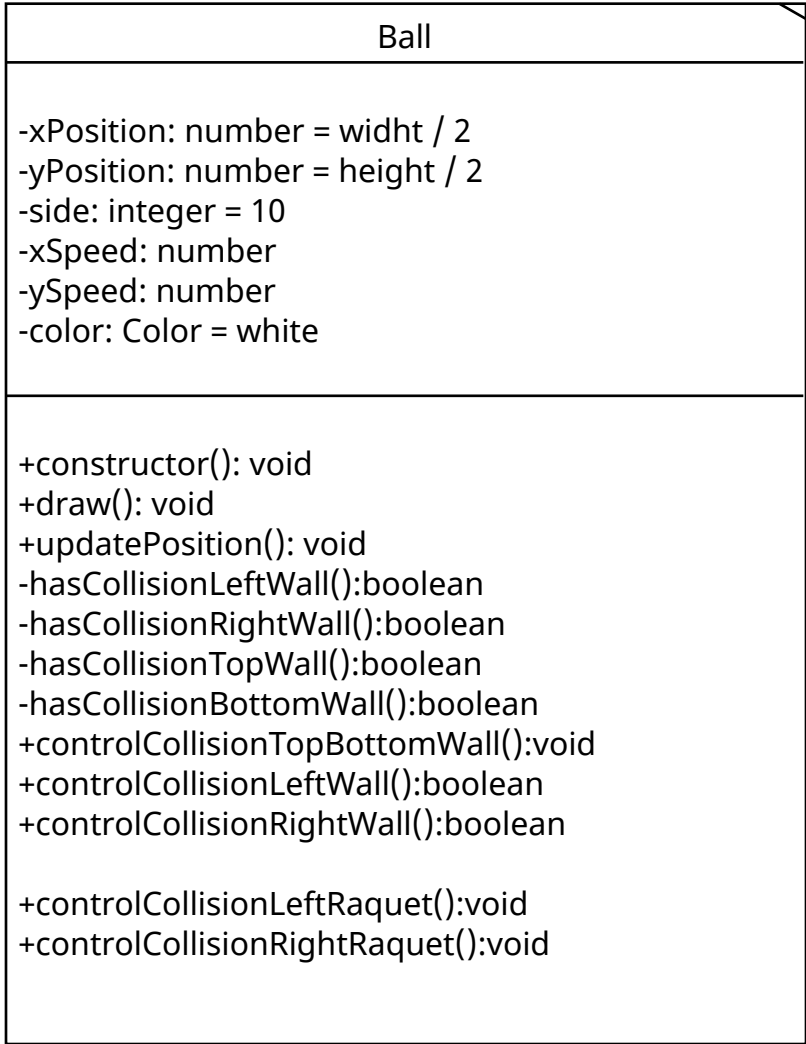 Ball
-xPosition: number = widht / 2
-yPosition: number = height / 2
-side: integer = 10
-xSpeed: number
-ySpeed: number
-color: Color = white
+constructor(): void
+draw(): void
+updatePosition(): void
-hasCollisionLeftWall():boolean
-hasCollisionRightWall():boolean
-hasCollisionTopWall():boolean
-hasCollisionBottomWall():boolean
+controlCollisionTopBottomWall():void
+controlCollisionLeftWall():boolean
+controlCollisionRightWall():boolean
+controlCollisionLeftRaquet():void
+controlCollisionRightRaquet():void